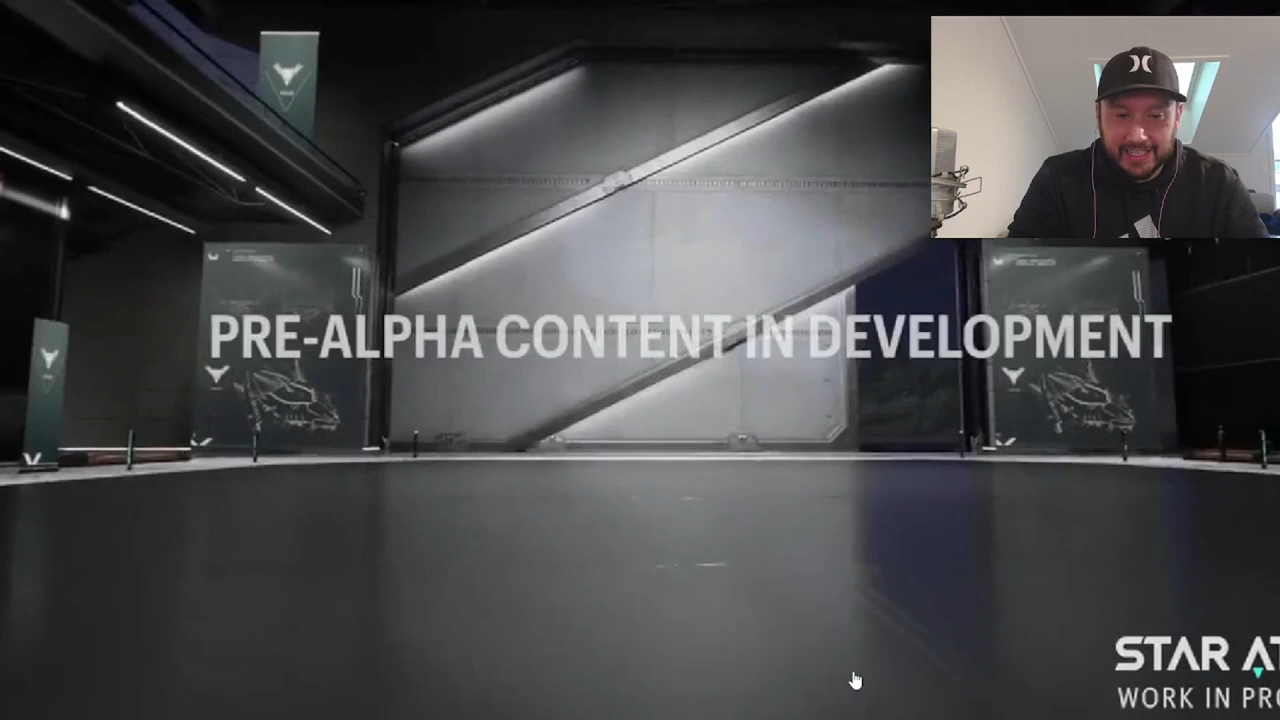 PRE-ALPHA CONTENT IN DEVELOPMENT
STAR AT
WORK IN PRO